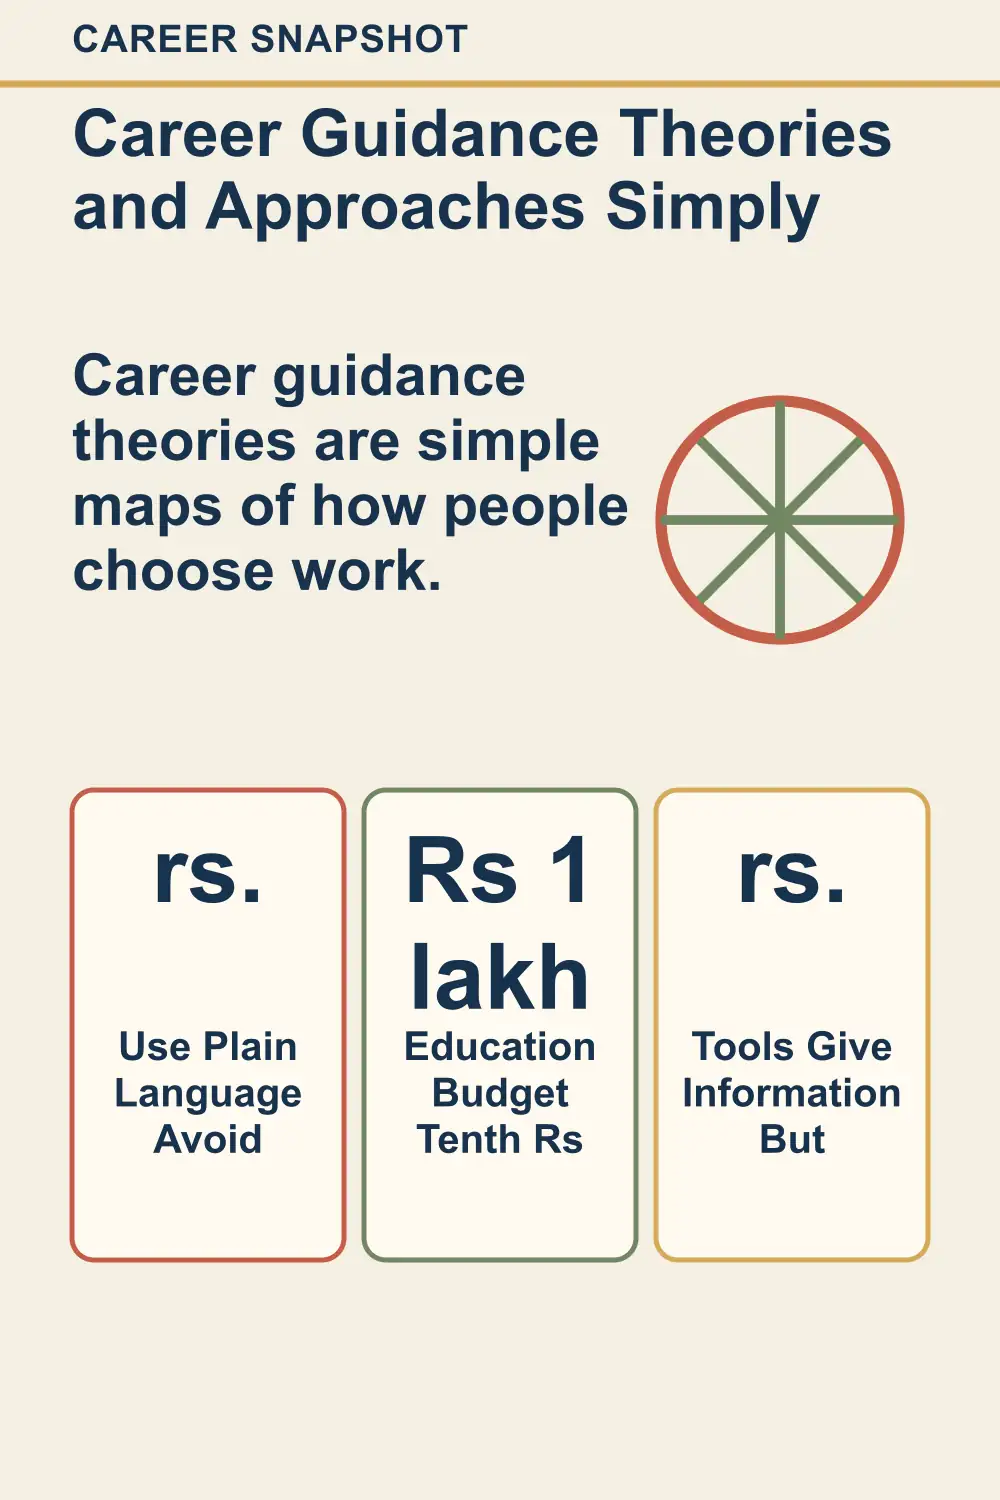 CAREER SNAPSHOT
Career Guidance Theories
and Approaches Simply
Career guidance
theories are simple
maps of how people
choose work.
rs.
Use Plain
Language
Avoid
Rs 1
lakh
Education
Budget
Tenth Rs
rs.
Tools Give
Information
But